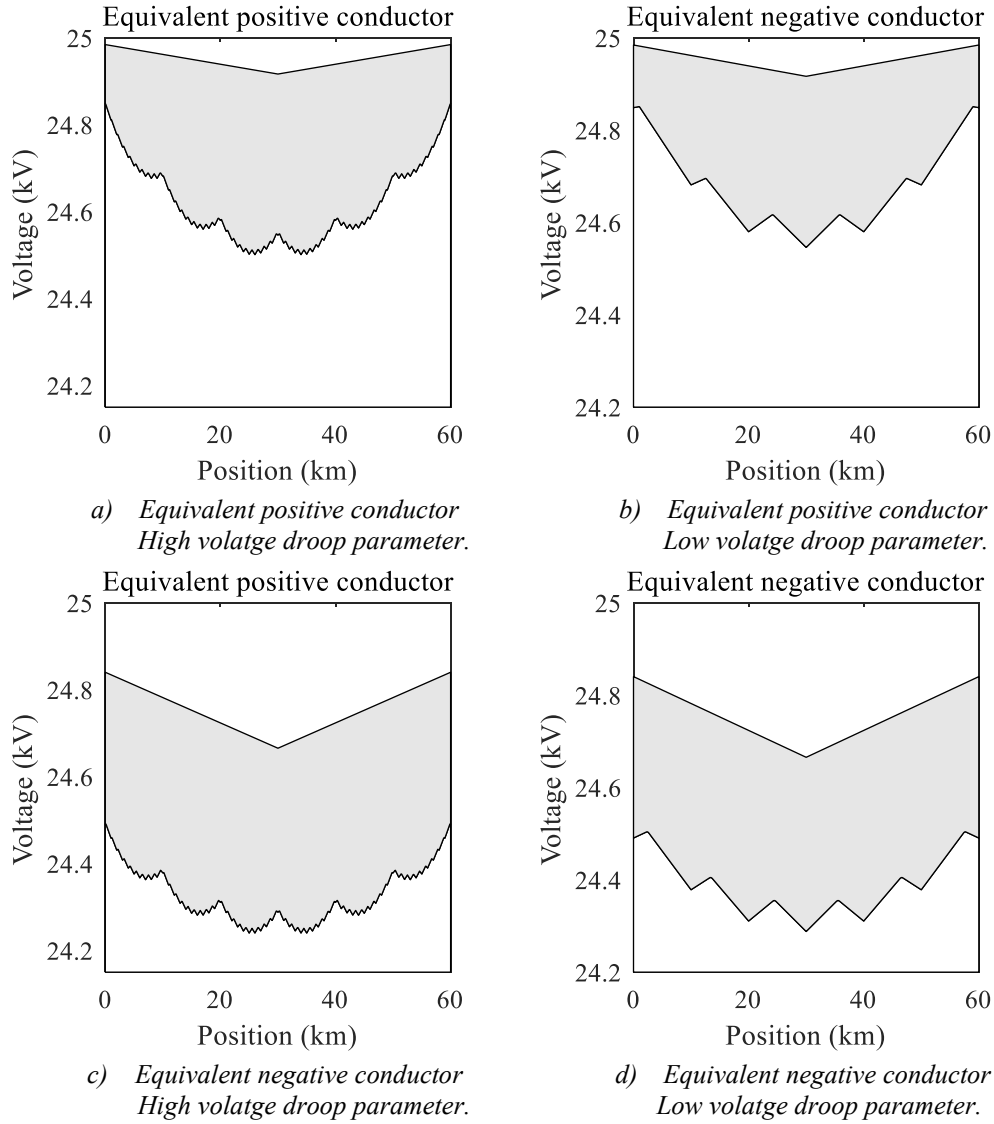 Equivalent positive conductor
25
24.8
24.6
24.4
24.2
Voltage (kV)
0 20 40 60
Position (km)
a) Equivalent positive conductor
High volatge droop parameter.
Equivalent negative conductor
25
24.8
24.6
24.4
24.2
Voltage (kV)
0 20 40 60
Position (km)
b) Equivalent positive conductor
Low volatge droop parameter.
Equivalent positive conductor
25
24.8
24.6
24.4
24.2
Voltage (kV)
0 20 40 60
Position (km)
c) Equivalent negative conductor
High volatge droop parameter.
Equivalent negative conductor
25
24.8
24.6
24.4
24.2
Voltage (kV)
0 20 40 60
Position (km)
d) Equivalent negative conductor
Low volatge droop parameter.